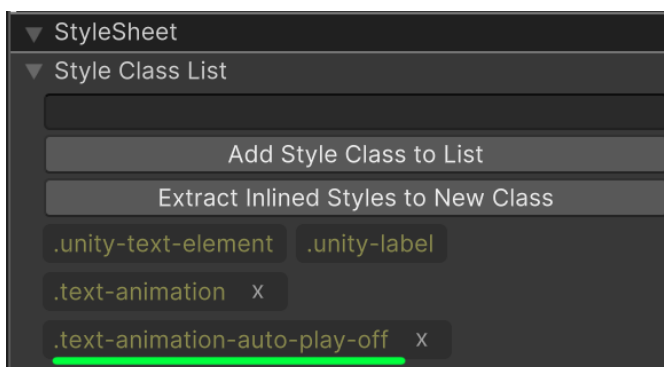 StyleSheet
Style Class List
Add Style Class to List
Extract Inlined Styles to New Class
.unity-text-element .unity-label
.text-animation x
.text-animation-auto-play-off x